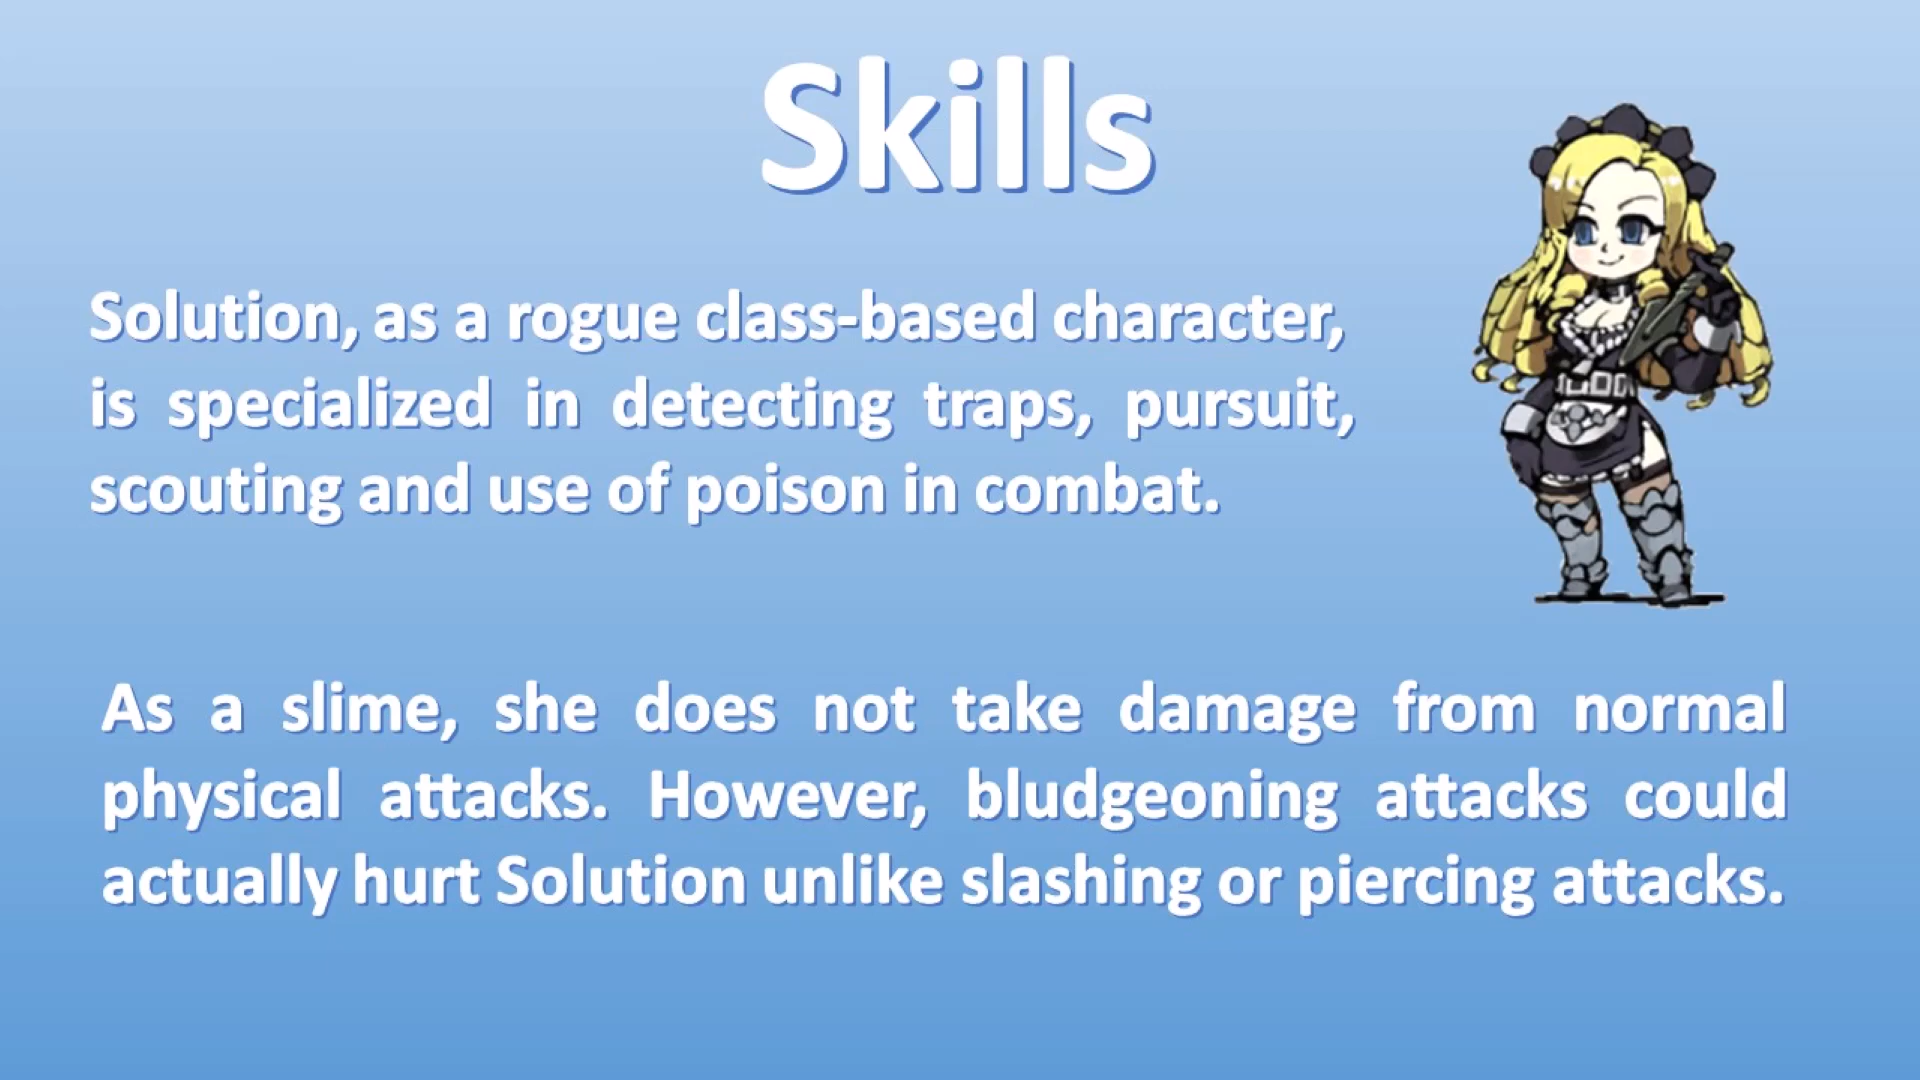 Skills
Solution, as a rogue class-based character,
is specialized in detecting traps, pursuit,
scouting and use of poison in combat.
As a slime, she does not take damage from normal
physical attacks. However, bludgeoning attacks could
actually hurt Solution unlike slashing or piercing attacks.